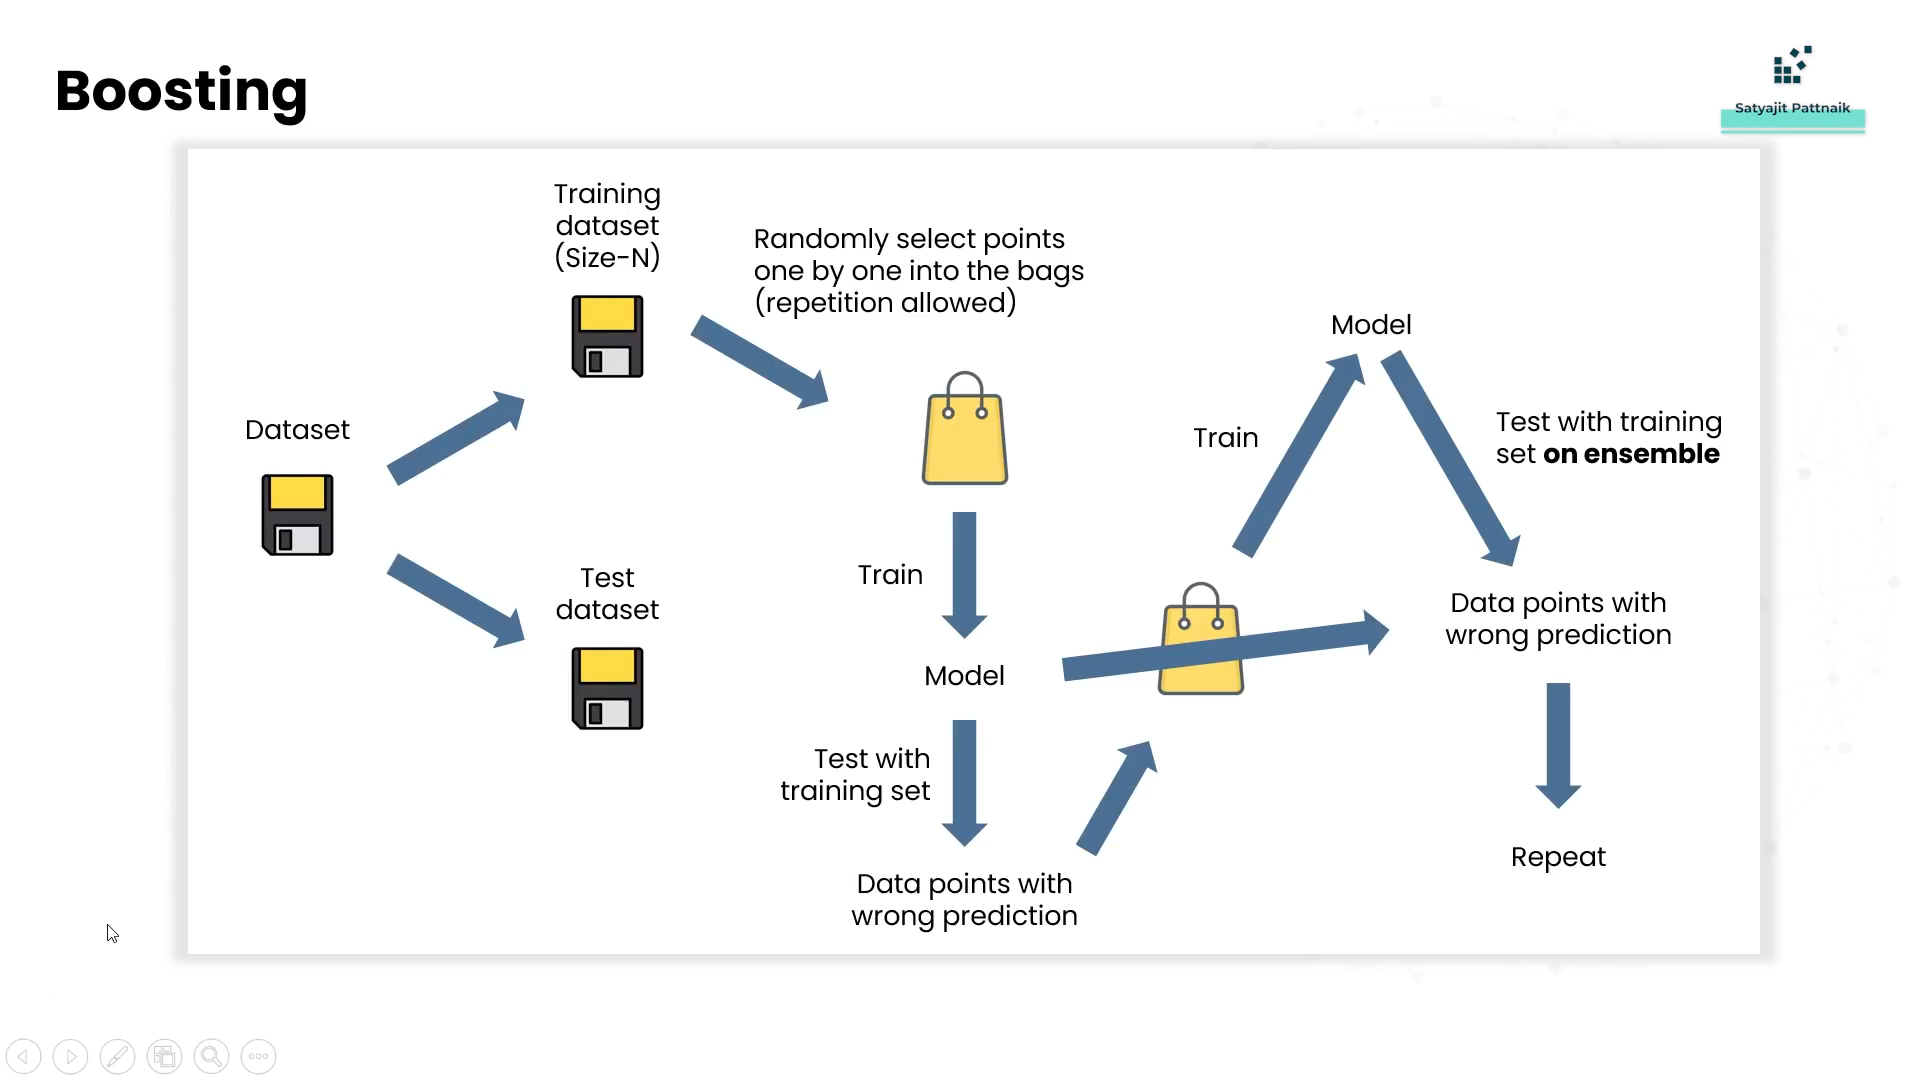 Boosting
Satyajit Pattnaik
Training
dataset
(Size-N)
Randomly select points
one by one into the bags
(repetition allowed)
Model
Dataset
Train
Test with training
set on ensemble
Test
dataset
Train
Data points with
wrong prediction
Model
Test with
training set
Repeat
Data points with
wrong prediction